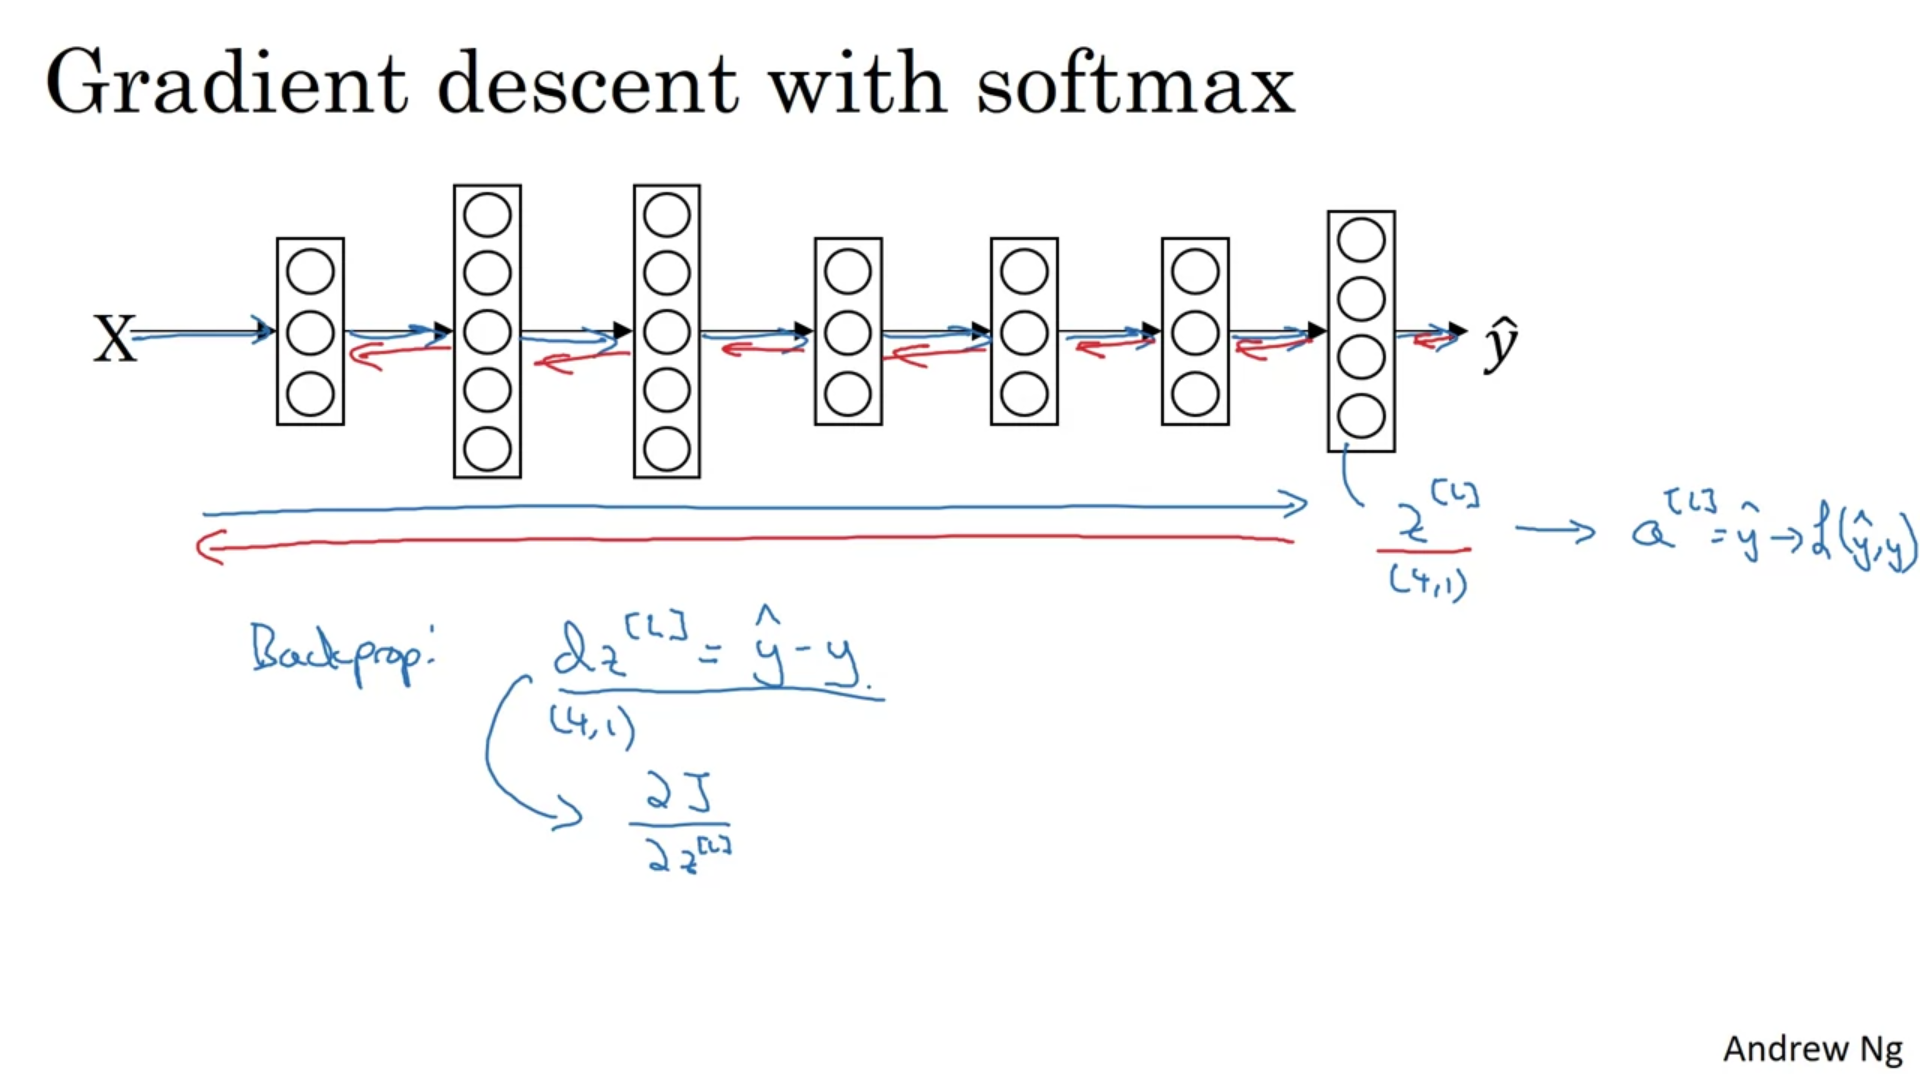 Gradient descent with softmax
X
ŷ
z^[L] → a^[L] = ŷ → L(ŷ, y)
(4,1)
Backprop: dz^[L] = ŷ - y.
(4,1)
∂J
∂z^[L]
Andrew Ng